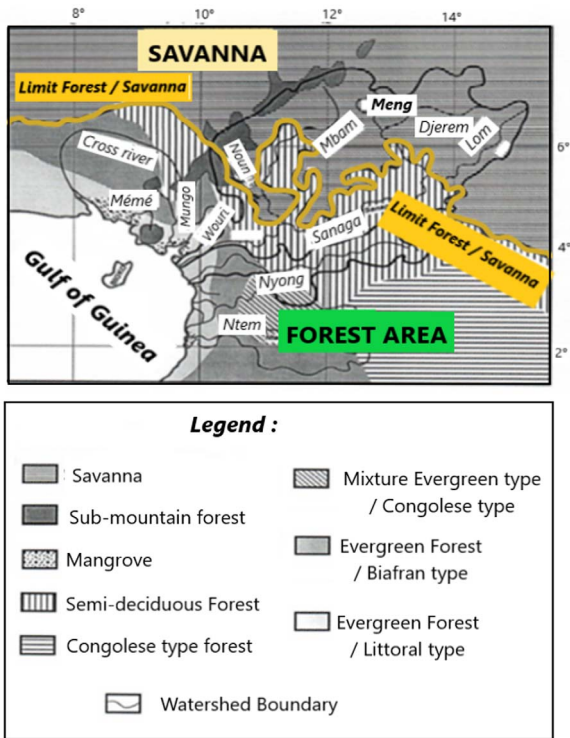 8° 10° 12° 14°
SAVANNA
Limit Forest / Savanna
Meng
Mbam
Djerem
Lom
6°
Cross river
Noun
Mémé
Mungo
Wouri
Sanaga
4°
Limit Forest / Savanna
Gulf of Guinea
Nyong
Ntem
FOREST AREA
2°
Legend :
Savanna
Sub-mountain forest
Mangrove
Semi-deciduous Forest
Congolese type forest
Mixture Evergreen type
/ Congolese type
Evergreen Forest
/ Biafran type
Evergreen Forest
/ Littoral type
Watershed Boundary